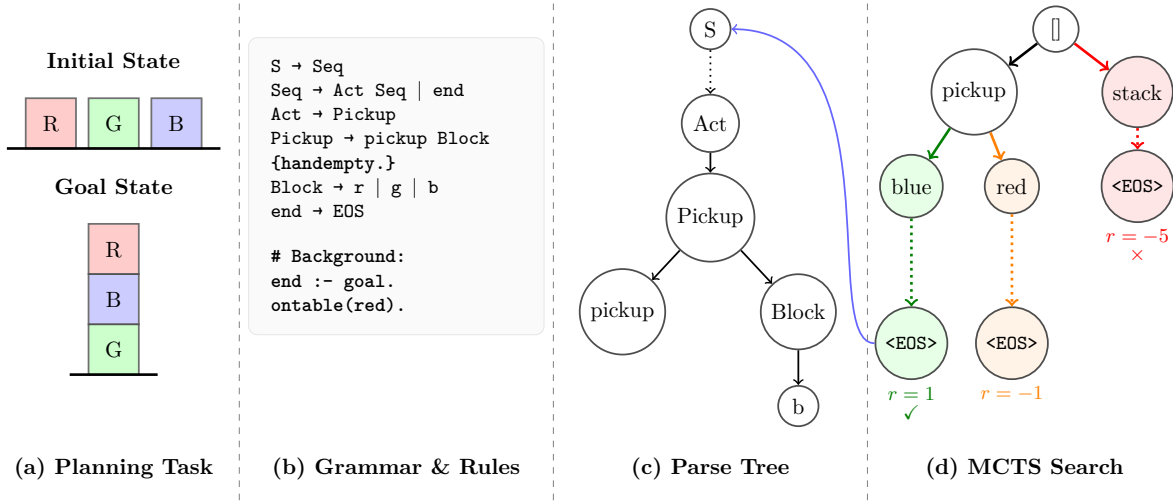 Initial State
R G B
Goal State
R
B
G
(a) Planning Task
S → Seq
Seq → Act Seq | end
Act → Pickup
Pickup → pickup Block
{handempty.}
Block → r | g | b
end → EOS
# Background:
end :- goal.
ontable(red).
(b) Grammar & Rules
S
Act
Pickup
pickup Block
b
(c) Parse Tree
[]
pickup stack
blue red <EOS>
r = −5
×
<EOS> <EOS>
r = 1 r = −1
✓
(d) MCTS Search